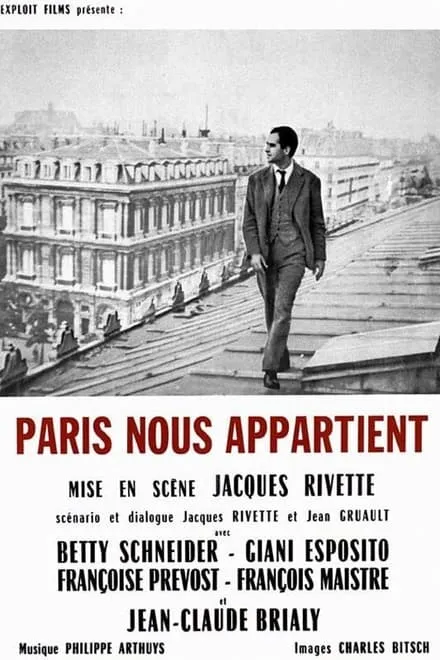 EXPLOIT FILMS présente :
PARIS NOUS APPARTIENT
MISE EN SCÈNE JACQUES RIVETTE
scénario et dialogue Jacques RIVETTE et Jean GRUAULT
avec
BETTY SCHNEIDER - GIANI ESPOSITO
FRANÇOISE PREVOST - FRANÇOIS MAISTRE
et
JEAN-CLAUDE BRIALY
Musique PHILIPPE ARTHUYS Images CHARLES BITSCH